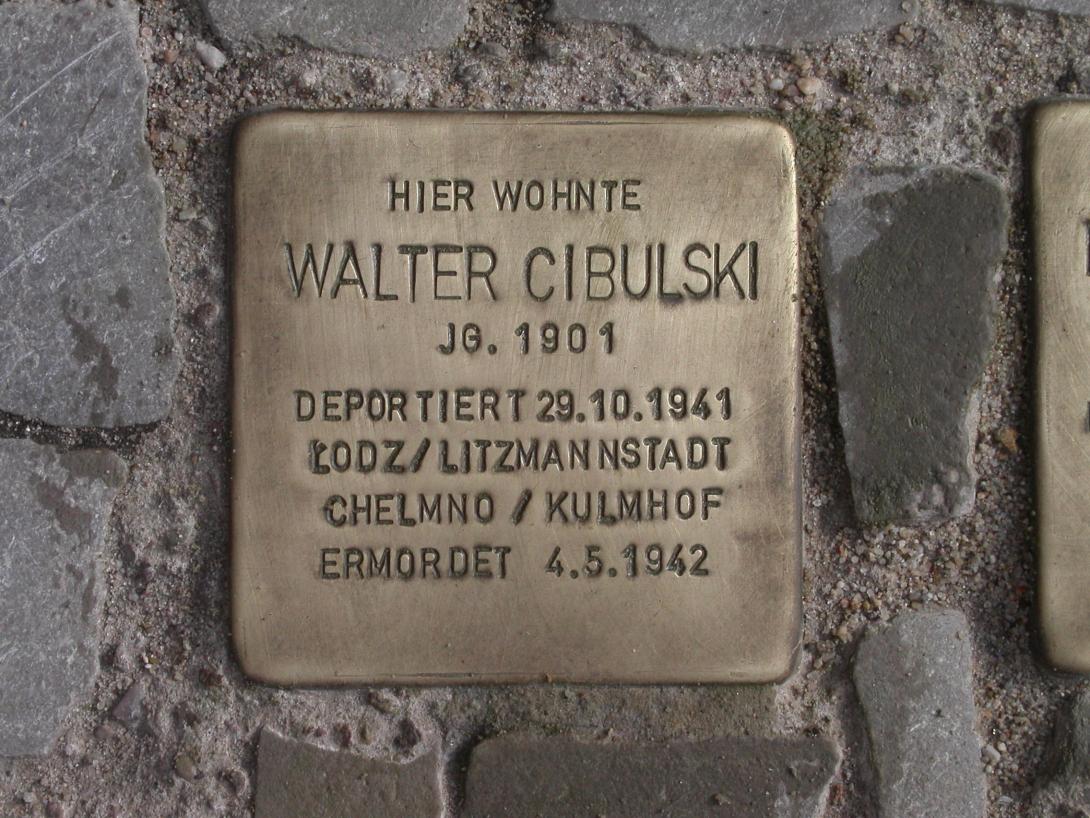 HIER WOHNTE
WALTER CIBULSKI
JG. 1901
DEPORTIERT 29.10.1941
ŁODZ/LITZMANNSTADT
CHELMNO / KULMHOF
ERMORDET 4.5.1942